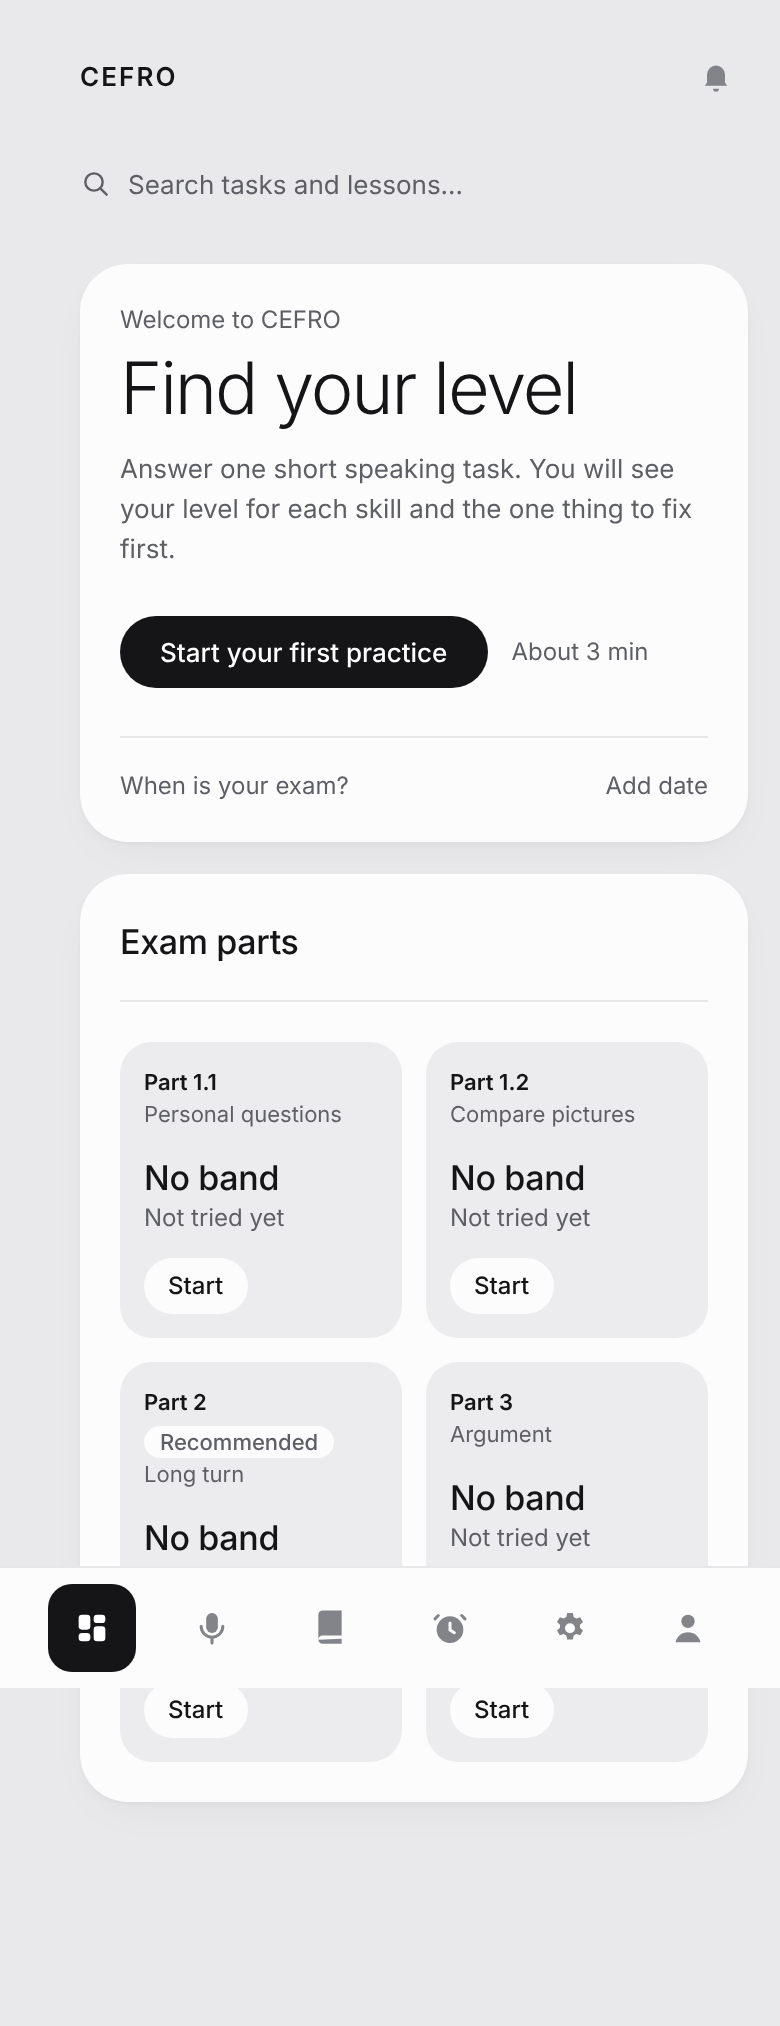 CEFRO
Search tasks and lessons...
Welcome to CEFRO
Find your level
Answer one short speaking task. You will see
your level for each skill and the one thing to fix
first.
Start your first practice
About 3 min
When is your exam?
Add date
Exam parts
Part 1.1
Personal questions
No band
Not tried yet
Start
Part 1.2
Compare pictures
No band
Not tried yet
Start
Part 2
Recommended
Long turn
No band
Start
Part 3
Argument
No band
Not tried yet
Start